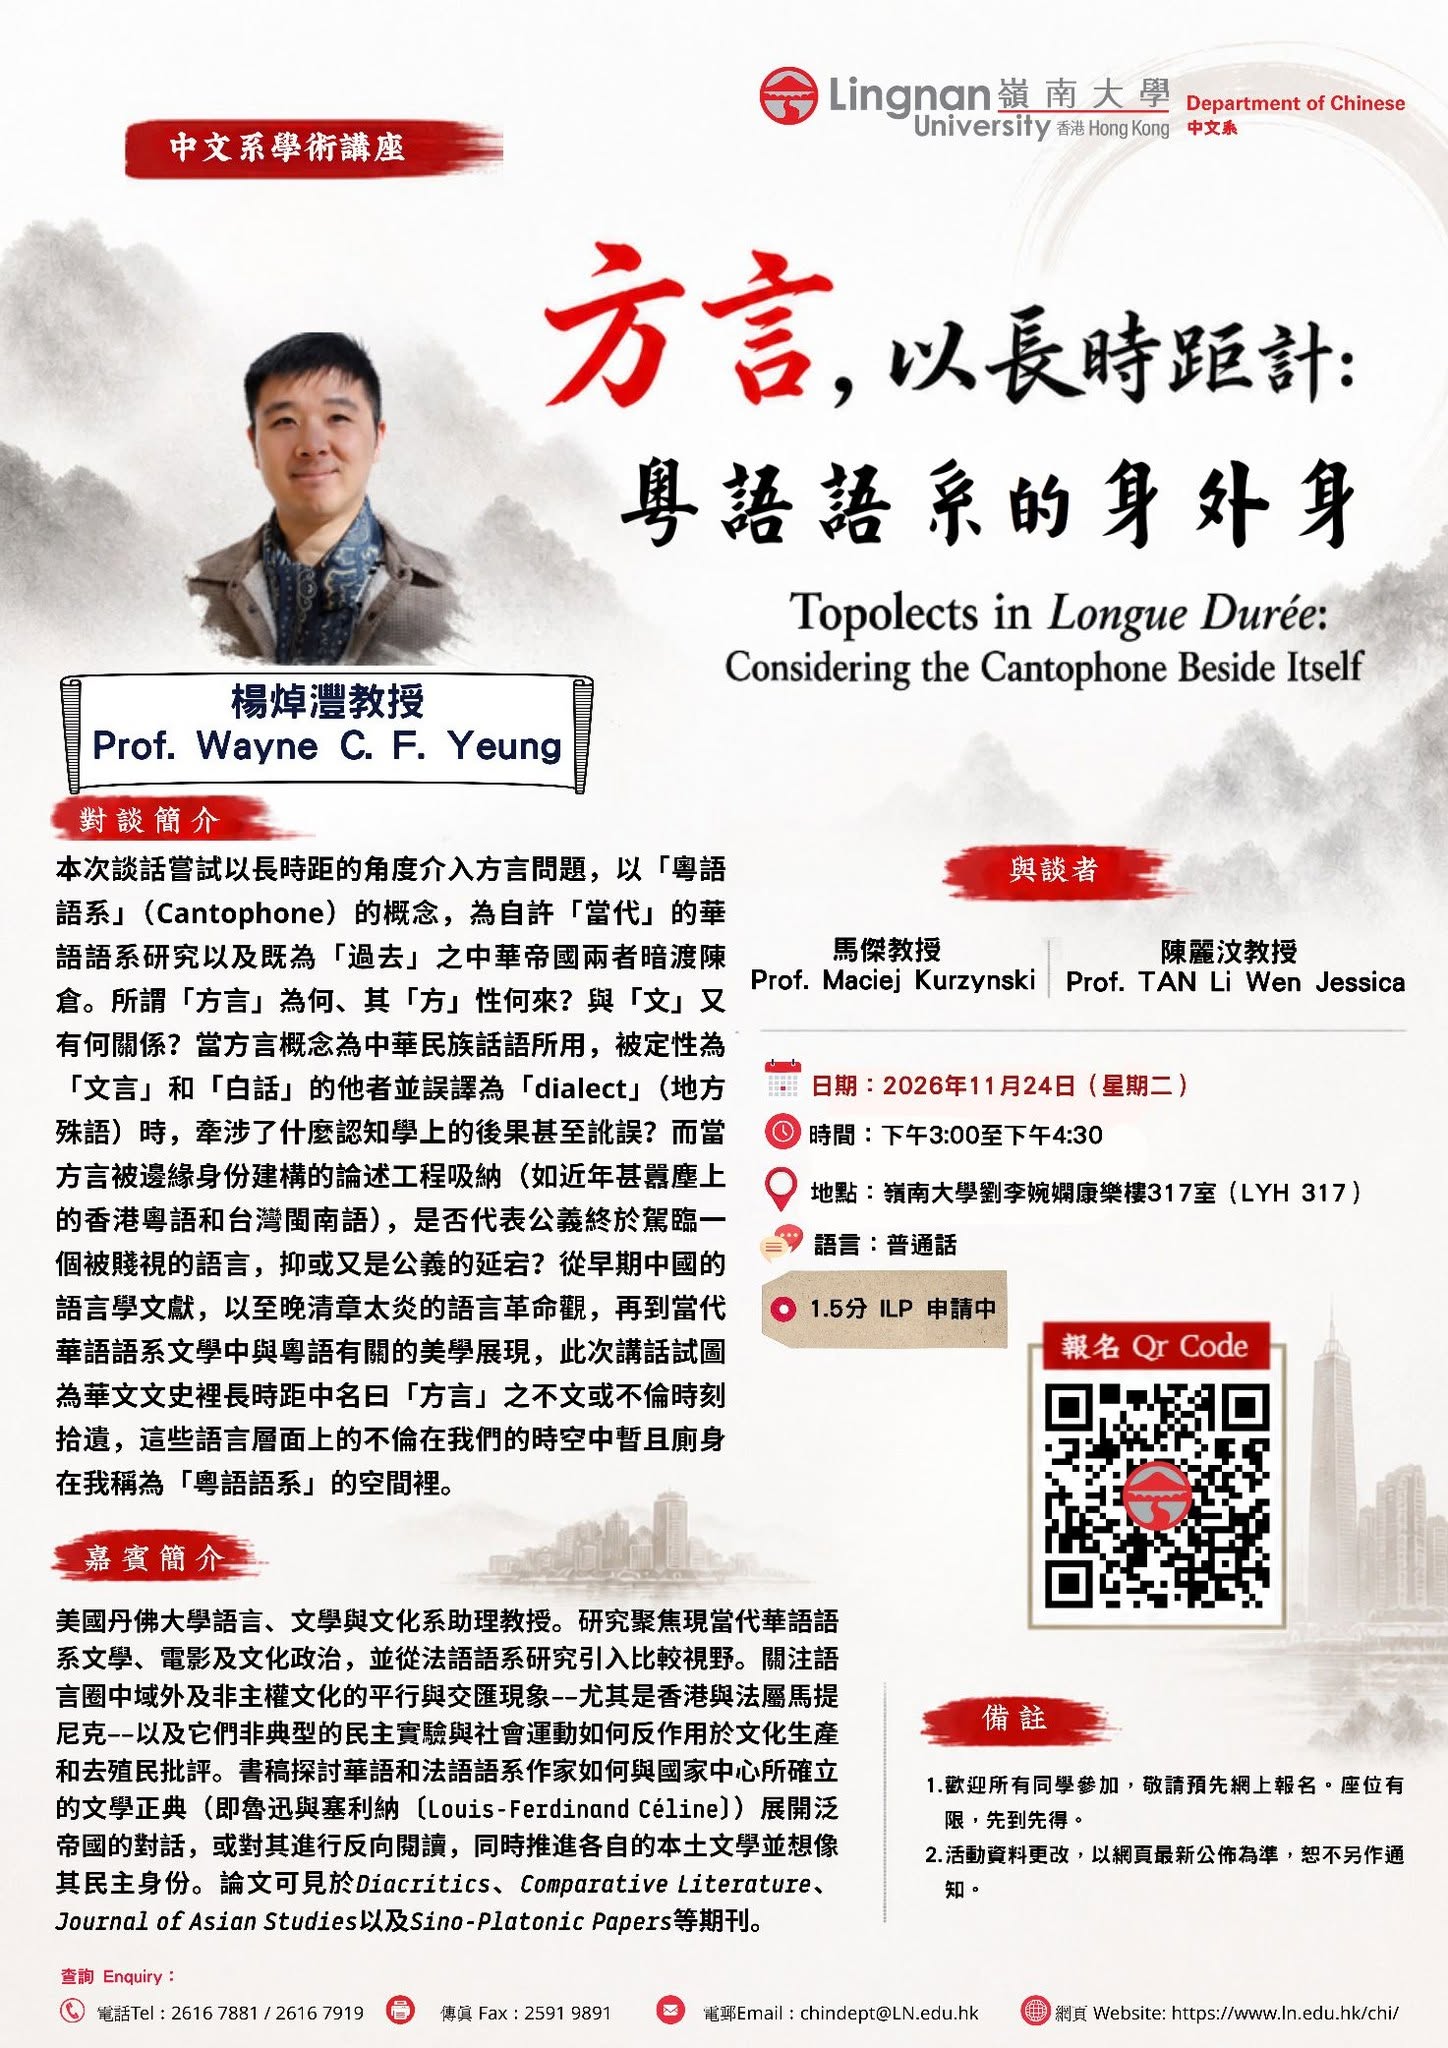 Lingnan 嶺南大學
University 香港 Hong Kong
Department of Chinese
中文系
中文系學術講座
方言，以長時距計：
粵語語系的身外身
Topolects in Longue Durée:
Considering the Cantophone Beside Itself
楊焯灃教授
Prof. Wayne C. F. Yeung
對談簡介
本次談話嘗試以長時距的角度介入方言問題，以「粵語
語系」（Cantophone）的概念，為自許「當代」的華
語語系研究以及既為「過去」之中華帝國兩者暗渡陳
倉。所謂「方言」為何、其「方」性何來？與「文」又
有何關係？當方言概念為中華民族話語所用，被定性為
「文言」和「白話」的他者並誤譯為「dialect」（地方
殊語）時，牽涉了什麼認知學上的後果甚至訛誤？而當
方言被邊緣身份建構的論述工程吸納（如近年甚囂塵上
的香港粵語和台灣閩南語），是否代表公義終於駕臨一
個被賤視的語言，抑或又是公義的延宕？從早期中國的
語言學文獻，以至晚清章太炎的語言革命觀，再到當代
華語語系文學中與粵語有關的美學展現，此次講話試圖
為華文文史裡長時距中名曰「方言」之不文或不倫時刻
拾遺，這些語言層面上的不倫在我們的時空中暫且廁身
在我稱為「粵語語系」的空間裡。
與談者
馬傑教授
Prof. Maciej Kurzynski
陳麗汶教授
Prof. TAN Li Wen Jessica
日期：2026年11月24日（星期二）
時間：下午3:00至下午4:30
地點：嶺南大學劉李婉嫻康樂樓317室（LYH 317）
語言：普通話
1.5分 ILP 申請中
報名 Qr Code
嘉賓簡介
美國丹佛大學語言、文學與文化系助理教授。研究聚焦現當代華語語
系文學、電影及文化政治，並從法語語系研究引入比較視野。關注語
言圈中域外及非主權文化的平行與交匯現象——尤其是香港與法屬馬提
尼克——以及它們非典型的民主實驗與社會運動如何反作用於文化生產
和去殖民批評。書稿探討華語和法語語系作家如何與國家中心所確立
的文學正典（即魯迅與塞利納〔Louis-Ferdinand Céline〕）展開泛
帝國的對話，或對其進行反向閱讀，同時推進各自的本土文學並想像
其民主身份。論文可見於Diacritics、Comparative Literature、
Journal of Asian Studies以及Sino-Platonic Papers等期刊。
備註
1.歡迎所有同學參加，敬請預先網上報名。座位有
限，先到先得。
2.活動資料更改，以網頁最新公佈為準，恕不另作通
知。
查詢 Enquiry：
電話Tel : 2616 7881 / 2616 7919
傳眞 Fax : 2591 9891
電郵Email : chindept@LN.edu.hk
網頁 Website: https://www.ln.edu.hk/chi/